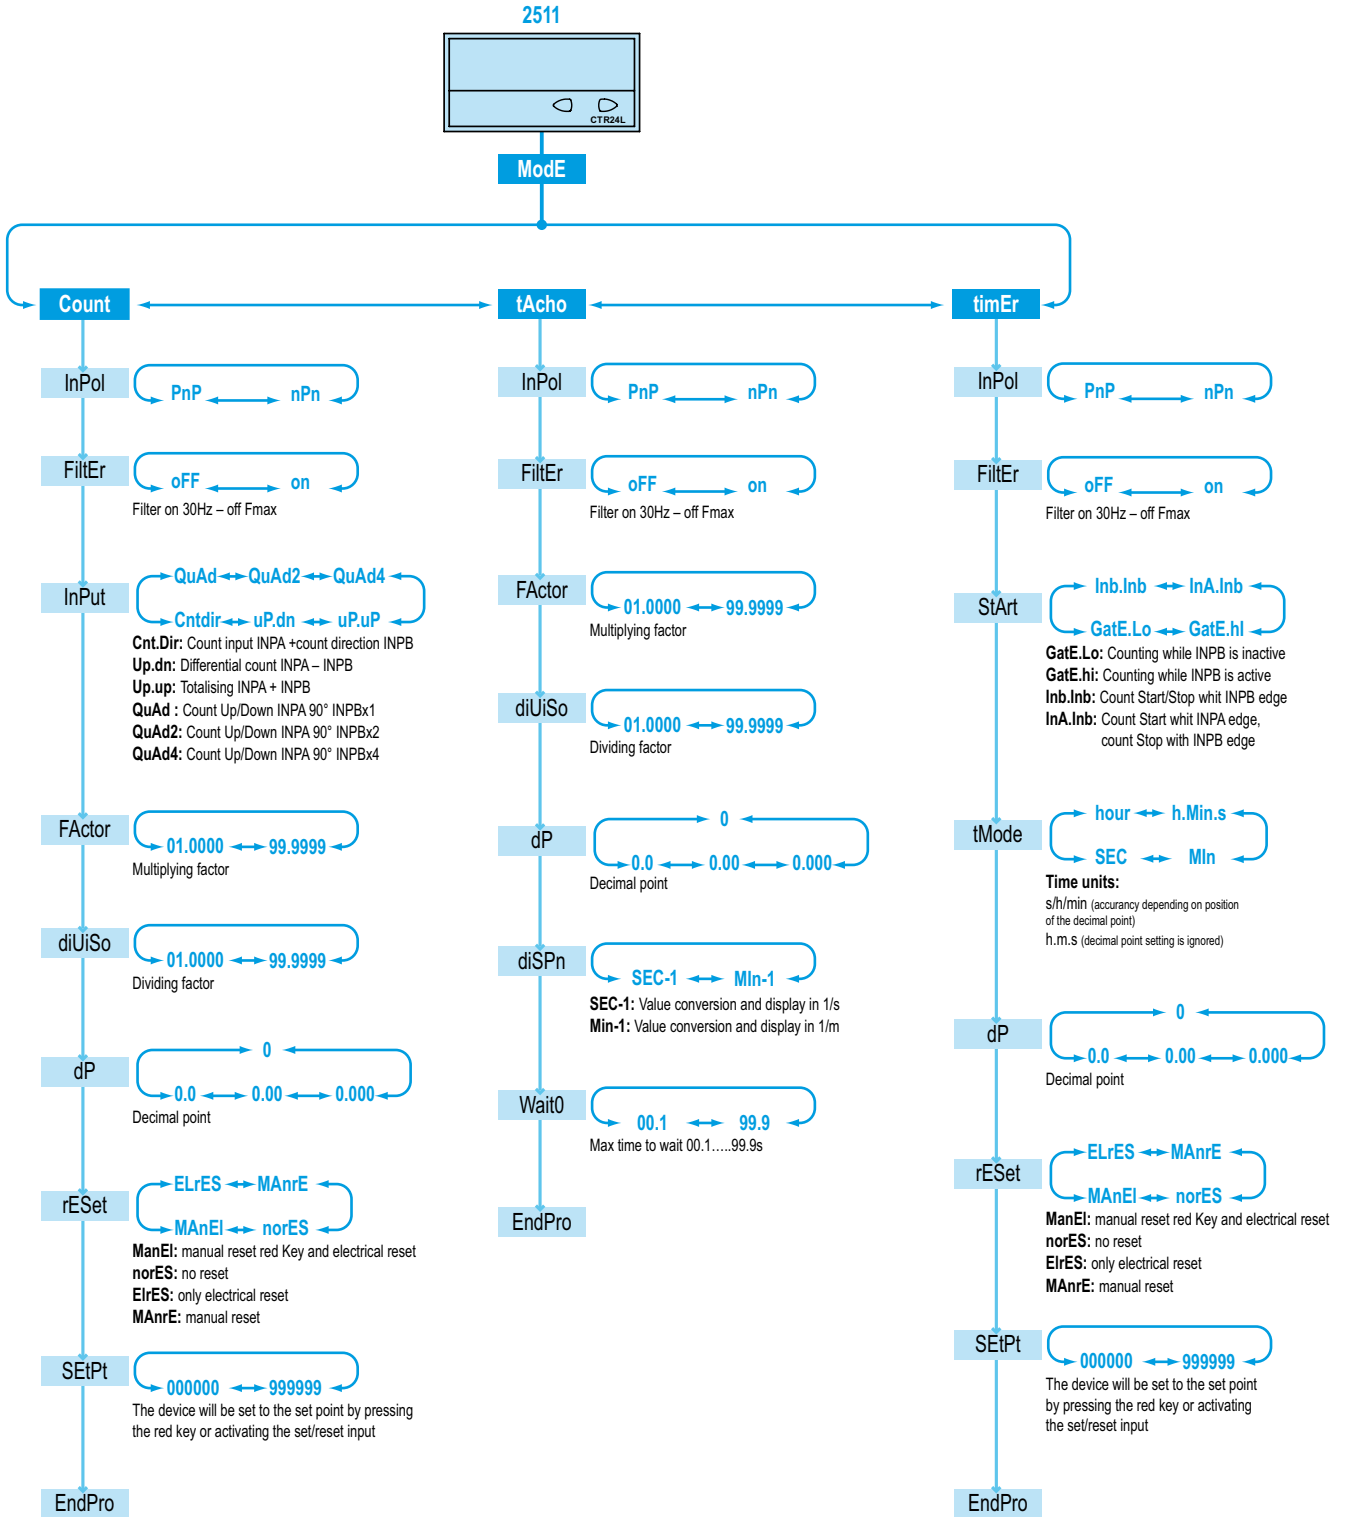 2511
CTR24L
ModE
Count
InPol
PnP nPn
FiltEr
oFF on
Filter on 30Hz – off Fmax
InPut
QuAd QuAd2 QuAd4
Cntdir uP.dn uP.uP
Cnt.Dir: Count input INPA +count direction INPB
Up.dn: Differential count INPA – INPB
Up.up: Totalising INPA + INPB
QuAd : Count Up/Down INPA 90° INPBx1
QuAd2: Count Up/Down INPA 90° INPBx2
QuAd4: Count Up/Down INPA 90° INPBx4
FActor
01.0000 99.9999
Multiplying factor
diUiSo
01.0000 99.9999
Dividing factor
dP
0
0.0 0.00 0.000
Decimal point
rESet
ELrES MAnrE
MAnEl norES
ManEl: manual reset red Key and electrical reset
norES: no reset
ElrES: only electrical reset
MAnrE: manual reset
SEtPt
000000 999999
The device will be set to the set point by pressing
the red key or activating the set/reset input
EndPro
tAcho
InPol
PnP nPn
FiltEr
oFF on
Filter on 30Hz – off Fmax
FActor
01.0000 99.9999
Multiplying factor
diUiSo
01.0000 99.9999
Dividing factor
dP
0
0.0 0.00 0.000
Decimal point
diSPn
SEC-1 MIn-1
SEC-1: Value conversion and display in 1/s
Min-1: Value conversion and display in 1/m
Wait0
00.1 99.9
Max time to wait 00.1.....99.9s
EndPro
timEr
InPol
PnP nPn
FiltEr
oFF on
Filter on 30Hz – off Fmax
StArt
Inb.Inb InA.Inb
GatE.Lo GatE.hI
GatE.Lo: Counting while INPB is inactive
GatE.hi: Counting while INPB is active
Inb.Inb: Count Start/Stop whit INPB edge
InA.Inb: Count Start whit INPA edge,
count Stop with INPB edge
tMode
hour h.Min.s
SEC MIn
Time units:
s/h/min (accurancy depending on position
of the decimal point)
h.m.s (decimal point setting is ignored)
dP
0
0.0 0.00 0.000
Decimal point
rESet
ELrES MAnrE
MAnEl norES
ManEl: manual reset red Key and electrical reset
norES: no reset
ElrES: only electrical reset
MAnrE: manual reset
SEtPt
000000 999999
The device will be set to the set point
by pressing the red key or activating
the set/reset input
EndPro